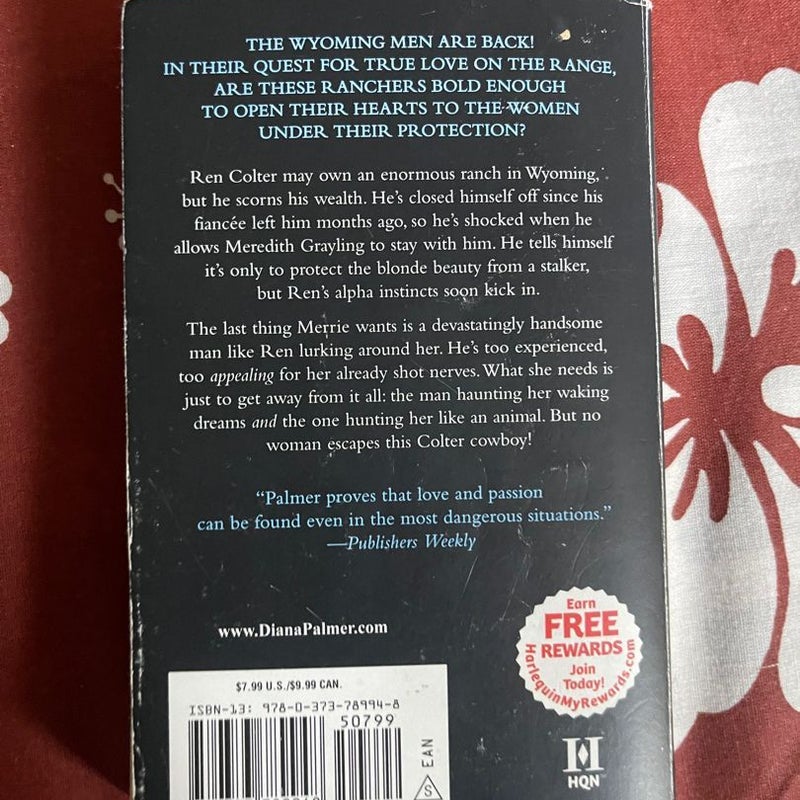 THE WYOMING MEN ARE BACK!
IN THEIR QUEST FOR TRUE LOVE ON THE RANGE,
ARE THESE RANCHERS BOLD ENOUGH
TO OPEN THEIR HEARTS TO THE WOMEN
UNDER THEIR PROTECTION?
Ren Colter may own an enormous ranch in Wyoming,
but he scorns his wealth. He's closed himself off since his
fiancée left him months ago, so he's shocked when he
allows Meredith Grayling to stay with him. He tells himself
it's only to protect the blonde beauty from a stalker,
but Ren's alpha instincts soon kick in.
The last thing Merrie wants is a devastatingly handsome
man like Ren lurking around her. He's too experienced,
too appealing for her already shot nerves. What she needs is
just to get away from it all: the man haunting her waking
dreams and the one hunting her like an animal. But no
woman escapes this Colter cowboy!
“Palmer proves that love and passion
can be found even in the most dangerous situations.”
—Publishers Weekly
www.DianaPalmer.com
Earn
FREE
REWARDS
Join
Today!
HarlequinMyRewards.com
$7.99 U.S./$9.99 CAN.
ISBN-13: 978-0-373-78994-8
50799
EAN
S
H
HQN